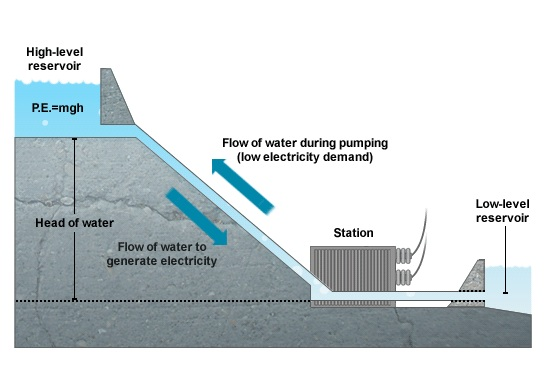 High-level
reservoir
P.E.=mgh
Flow of water during pumping
(low electricity demand)
Low-level
reservoir
Head of water
Station
Flow of water to
generate electricity